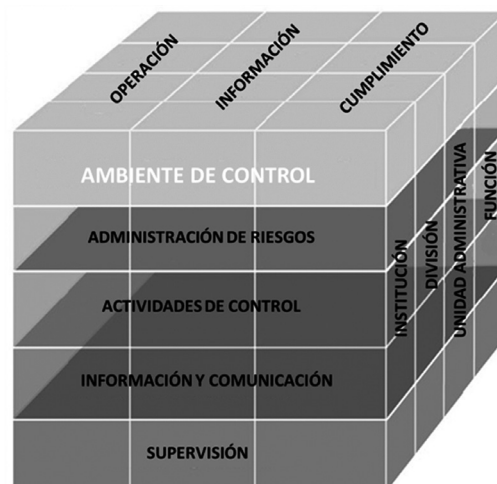 OPERACIÓN
INFORMACIÓN
CUMPLIMIENTO
AMBIENTE DE CONTROL
ADMINISTRACIÓN DE RIESGOS
ACTIVIDADES DE CONTROL
INFORMACIÓN Y COMUNICACIÓN
SUPERVISIÓN
INSTITUCIÓN
DIVISIÓN
UNIDAD ADMINISTRATIVA
FUNCIÓN